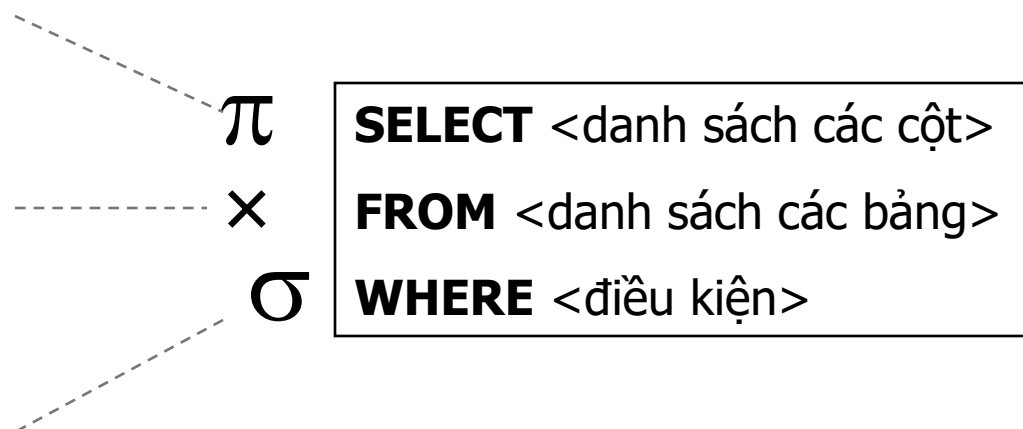 π SELECT <danh sách các cột>
× FROM <danh sách các bảng>
σ WHERE <điều kiện>